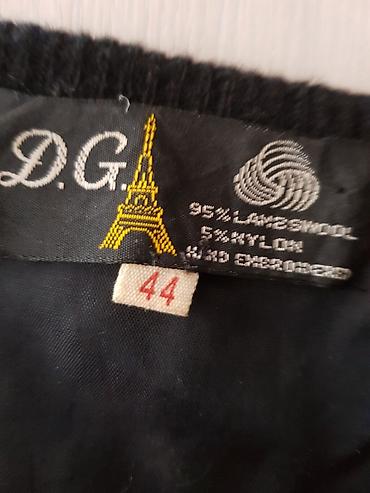 D.G.
95% LAMBSWOOL
5% NYLON
HAND EMBROIDERED
44